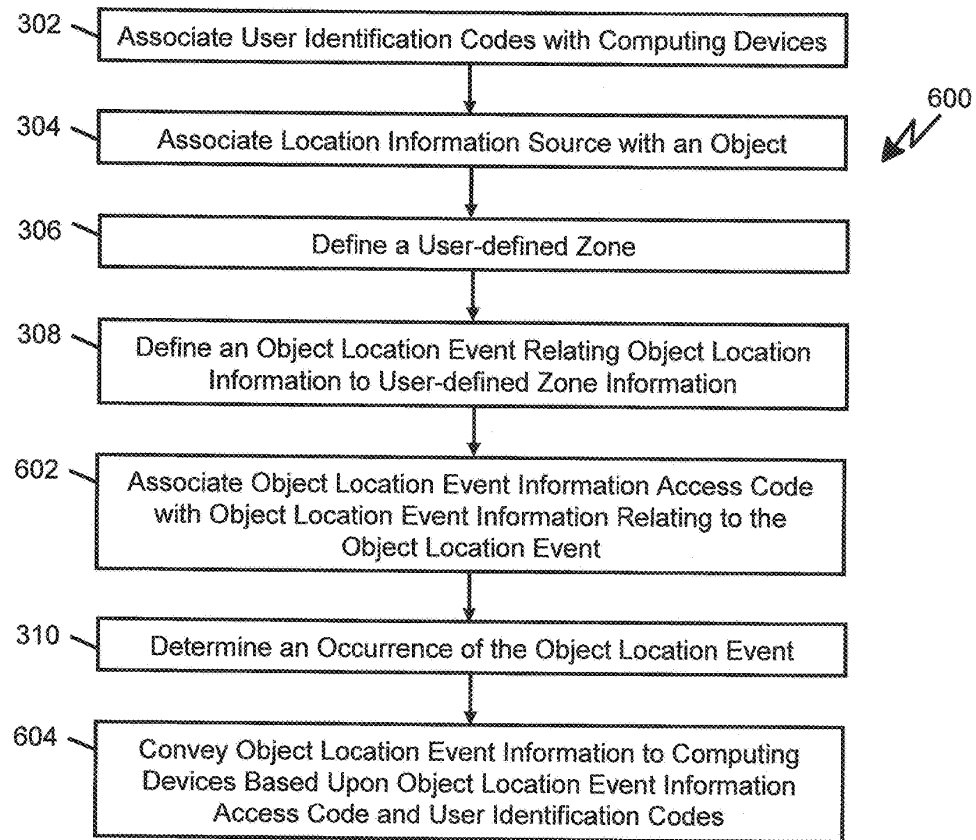 302
Associate User Identification Codes with Computing Devices
600
304
Associate Location Information Source with an Object
306
Define a User-defined Zone
308
Define an Object Location Event Relating Object Location
Information to User-defined Zone Information
602
Associate Object Location Event Information Access Code
with Object Location Event Information Relating to the
Object Location Event
310
Determine an Occurrence of the Object Location Event
604
Convey Object Location Event Information to Computing
Devices Based Upon Object Location Event Information
Access Code and User Identification Codes